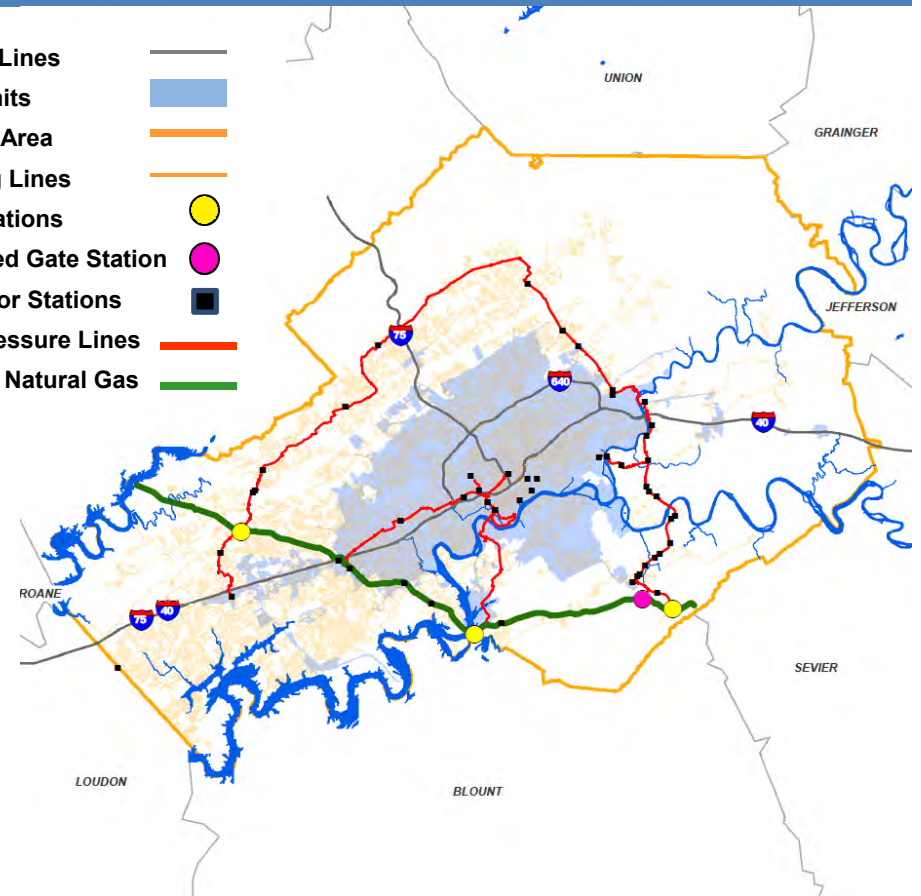 Lines
its
Area
Lines
ations
ed Gate Station
or Stations
essure Lines
Natural Gas
UNION
GRAINGER
JEFFERSON
75
640
40
ROANE
75
40
SEVIER
LOUDON
BLOUNT